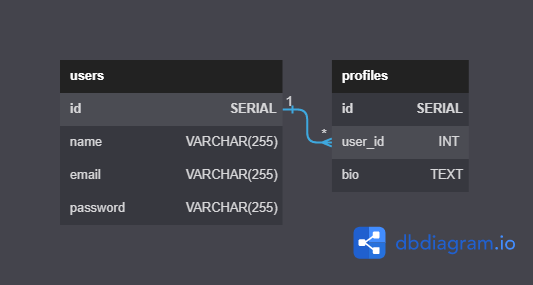 users
id SERIAL
name VARCHAR(255)
email VARCHAR(255)
password VARCHAR(255)
1
*
profiles
id SERIAL
user_id INT
bio TEXT
dbdiagram.io